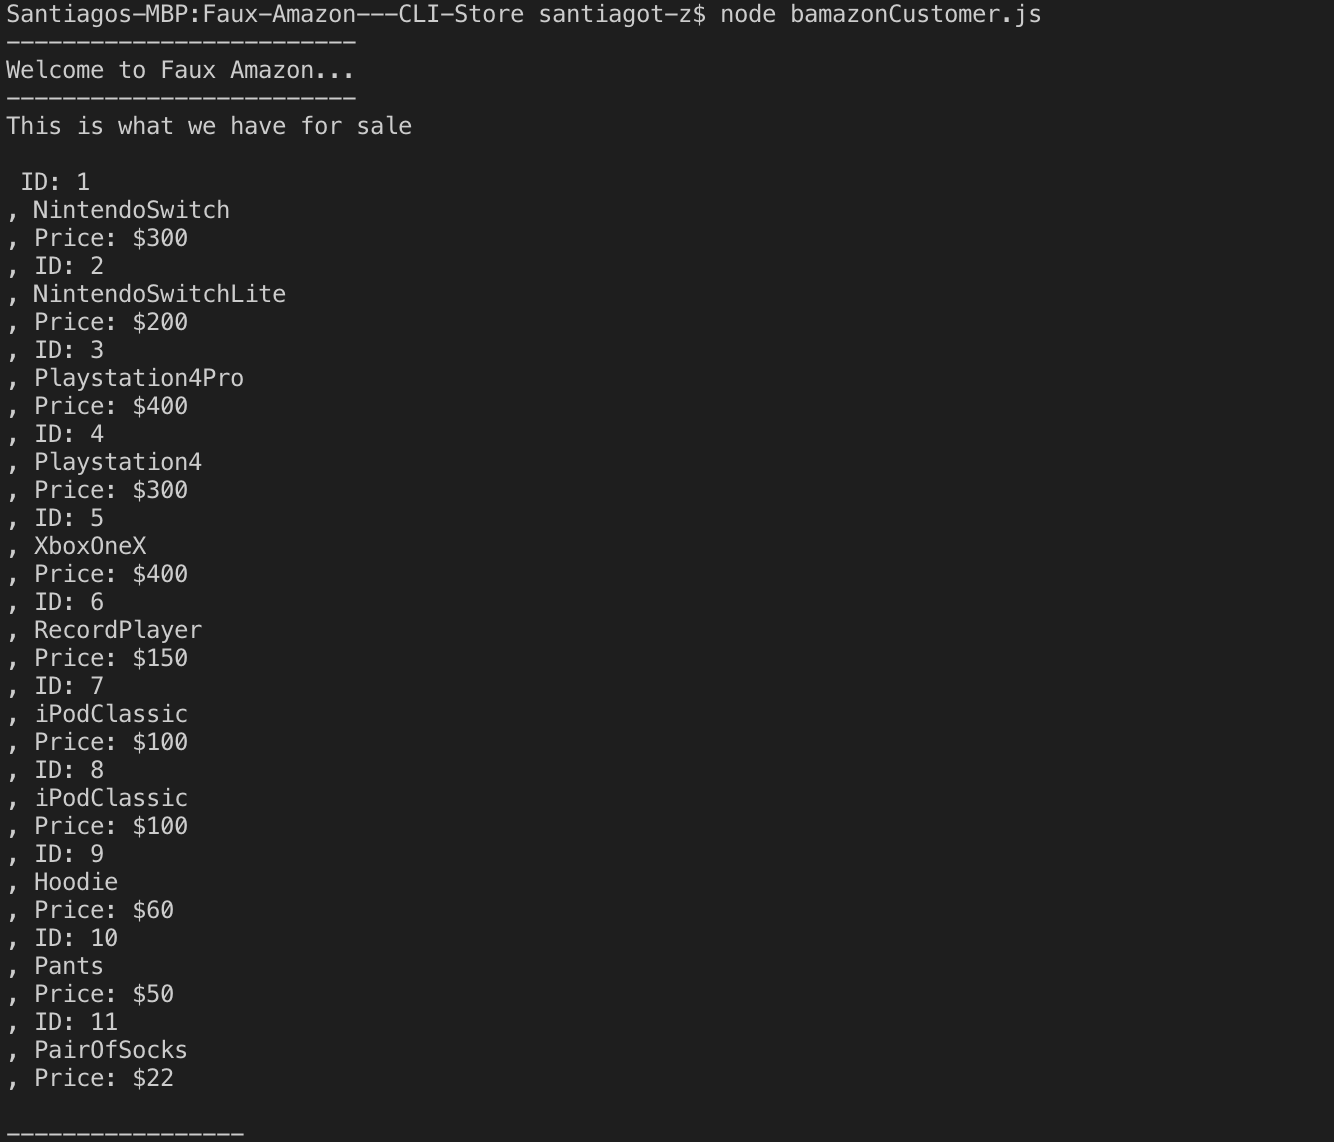 Santiagos-MBP:Faux-Amazon---CLI-Store santiagot-z$ node bamazonCustomer.js
-------------------------
Welcome to Faux Amazon...
-------------------------
This is what we have for sale

 ID: 1
, NintendoSwitch
, Price: $300
, ID: 2
, NintendoSwitchLite
, Price: $200
, ID: 3
, Playstation4Pro
, Price: $400
, ID: 4
, Playstation4
, Price: $300
, ID: 5
, XboxOneX
, Price: $400
, ID: 6
, RecordPlayer
, Price: $150
, ID: 7
, iPodClassic
, Price: $100
, ID: 8
, iPodClassic
, Price: $100
, ID: 9
, Hoodie
, Price: $60
, ID: 10
, Pants
, Price: $50
, ID: 11
, PairOfSocks
, Price: $22

-----------------